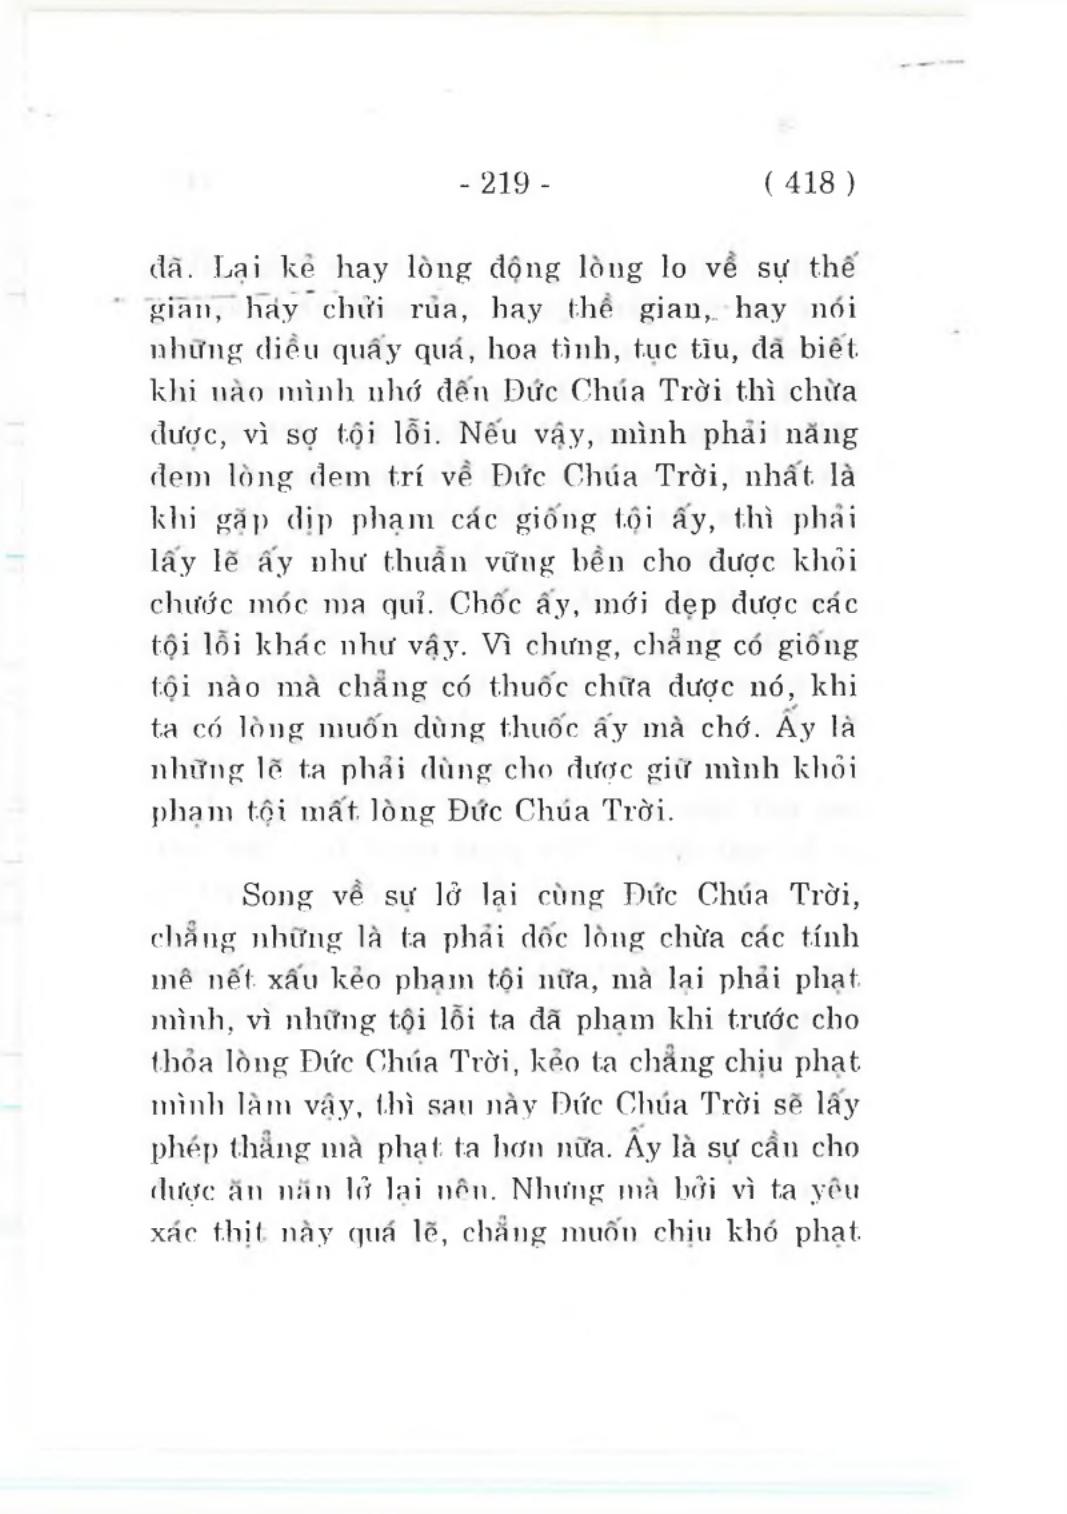 - 219 - ( 418 )
đã. Lại kẻ hay lòng động lòng lo về sự thế
gian, hay chửi rủa, hay thề gian, hay nói
những điều quấy quá, hoa tình, tục tĩu, đã biết
khi nào mình nhớ đến Đức Chúa Trời thì chừa
được, vì sợ tội lỗi. Nếu vậy, mình phải năng
đem lòng đem trí về Đức Chúa Trời, nhất là
khi gặp dịp phạm các giống tội ấy, thì phải
lấy lẽ ấy như thuẫn vững bền cho được khỏi
chước móc ma quỉ. Chốc ấy, mới dẹp được các
tội lỗi khác như vậy. Vì chưng, chẳng có giống
tội nào mà chẳng có thuốc chữa được nó, khi
ta có lòng muốn dùng thuốc ấy mà chớ. Ấy là
những lẽ ta phải dùng cho được giữ mình khỏi
phạm tội mất lòng Đức Chúa Trời.
Song về sự lở lại cùng Đức Chúa Trời,
chẳng những là ta phải dốc lòng chừa các tính
mê nết xấu kẻo phạm tội nữa, mà lại phải phạt
mình, vì những tội lỗi ta đã phạm khi trước cho
thỏa lòng Đức Chúa Trời, kẻo ta chẳng chịu phạt
mình làm vậy, thì sau này Đức Chúa Trời sẽ lấy
phép thẳng mà phạt ta hơn nữa. Ấy là sự cần cho
được ăn năn lở lại nên. Nhưng mà bởi vì ta yêu
xác thịt này quá lẽ, chẳng muốn chịu khó phạt